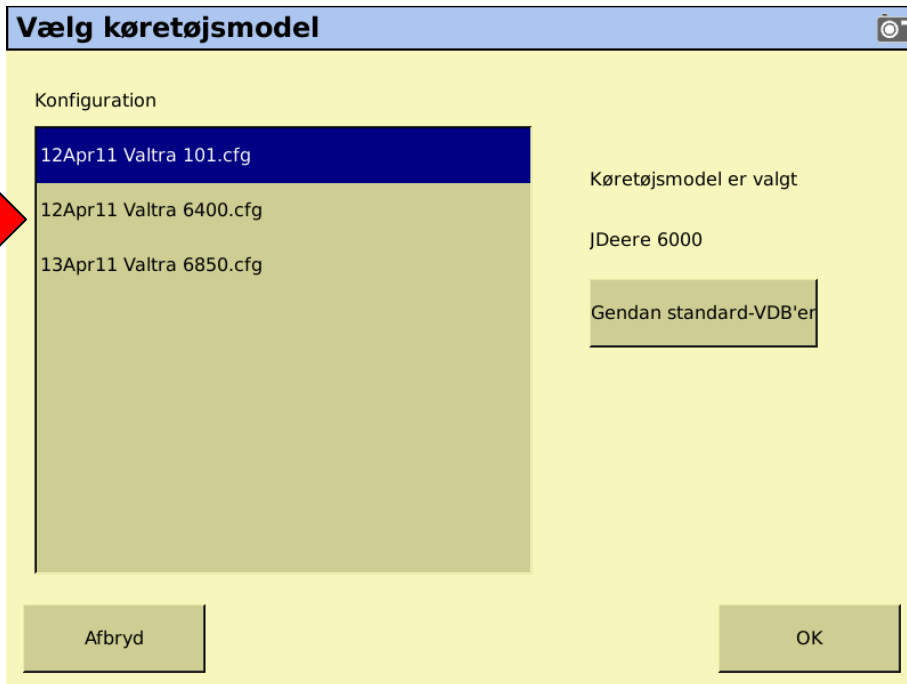 Vælg køretøjsmodel
Konfiguration
12Apr11 Valtra 101.cfg
12Apr11 Valtra 6400.cfg
13Apr11 Valtra 6850.cfg
Køretøjsmodel er valgt
JDeere 6000
Gendan standard-VDB'er
Afbryd
OK